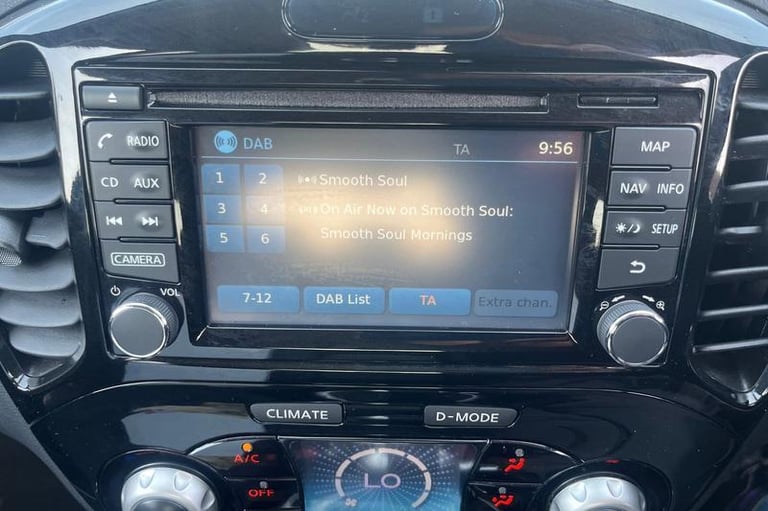 RADIO
CD AUX
CAMERA
VOL
DAB TA 9:56
1 2
3 4
5 6
Smooth Soul
On Air Now on Smooth Soul:
Smooth Soul Mornings
7-12 DAB List TA Extra chan.
MAP
NAV INFO
SETUP
CLIMATE D-MODE
A/C
OFF
LO